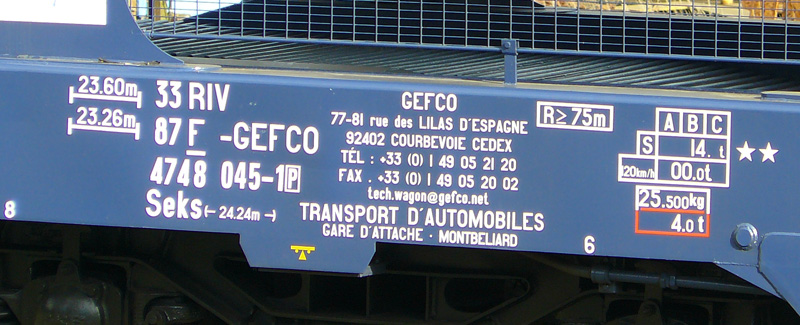 23.60m
23.26m
33 RIV
87 F -GEFCO
4748 045-1 P
Seks (- 24.24m -)
GEFCO
77-81 rue des LILAS D'ESPAGNE
92402 COURBEVOIE CEDEX
TÉL : +33 (0) 1 49 05 21 20
FAX . +33 (0) 1 49 05 20 02
tech.wagon@gefco.net
TRANSPORT D'AUTOMOBILES
GARE D'ATTACHE - MONTBELIARD
R≥75m
A B C
S 14. t
120km/h 00.0t
★★
25.500kg
4.0 t
8
6